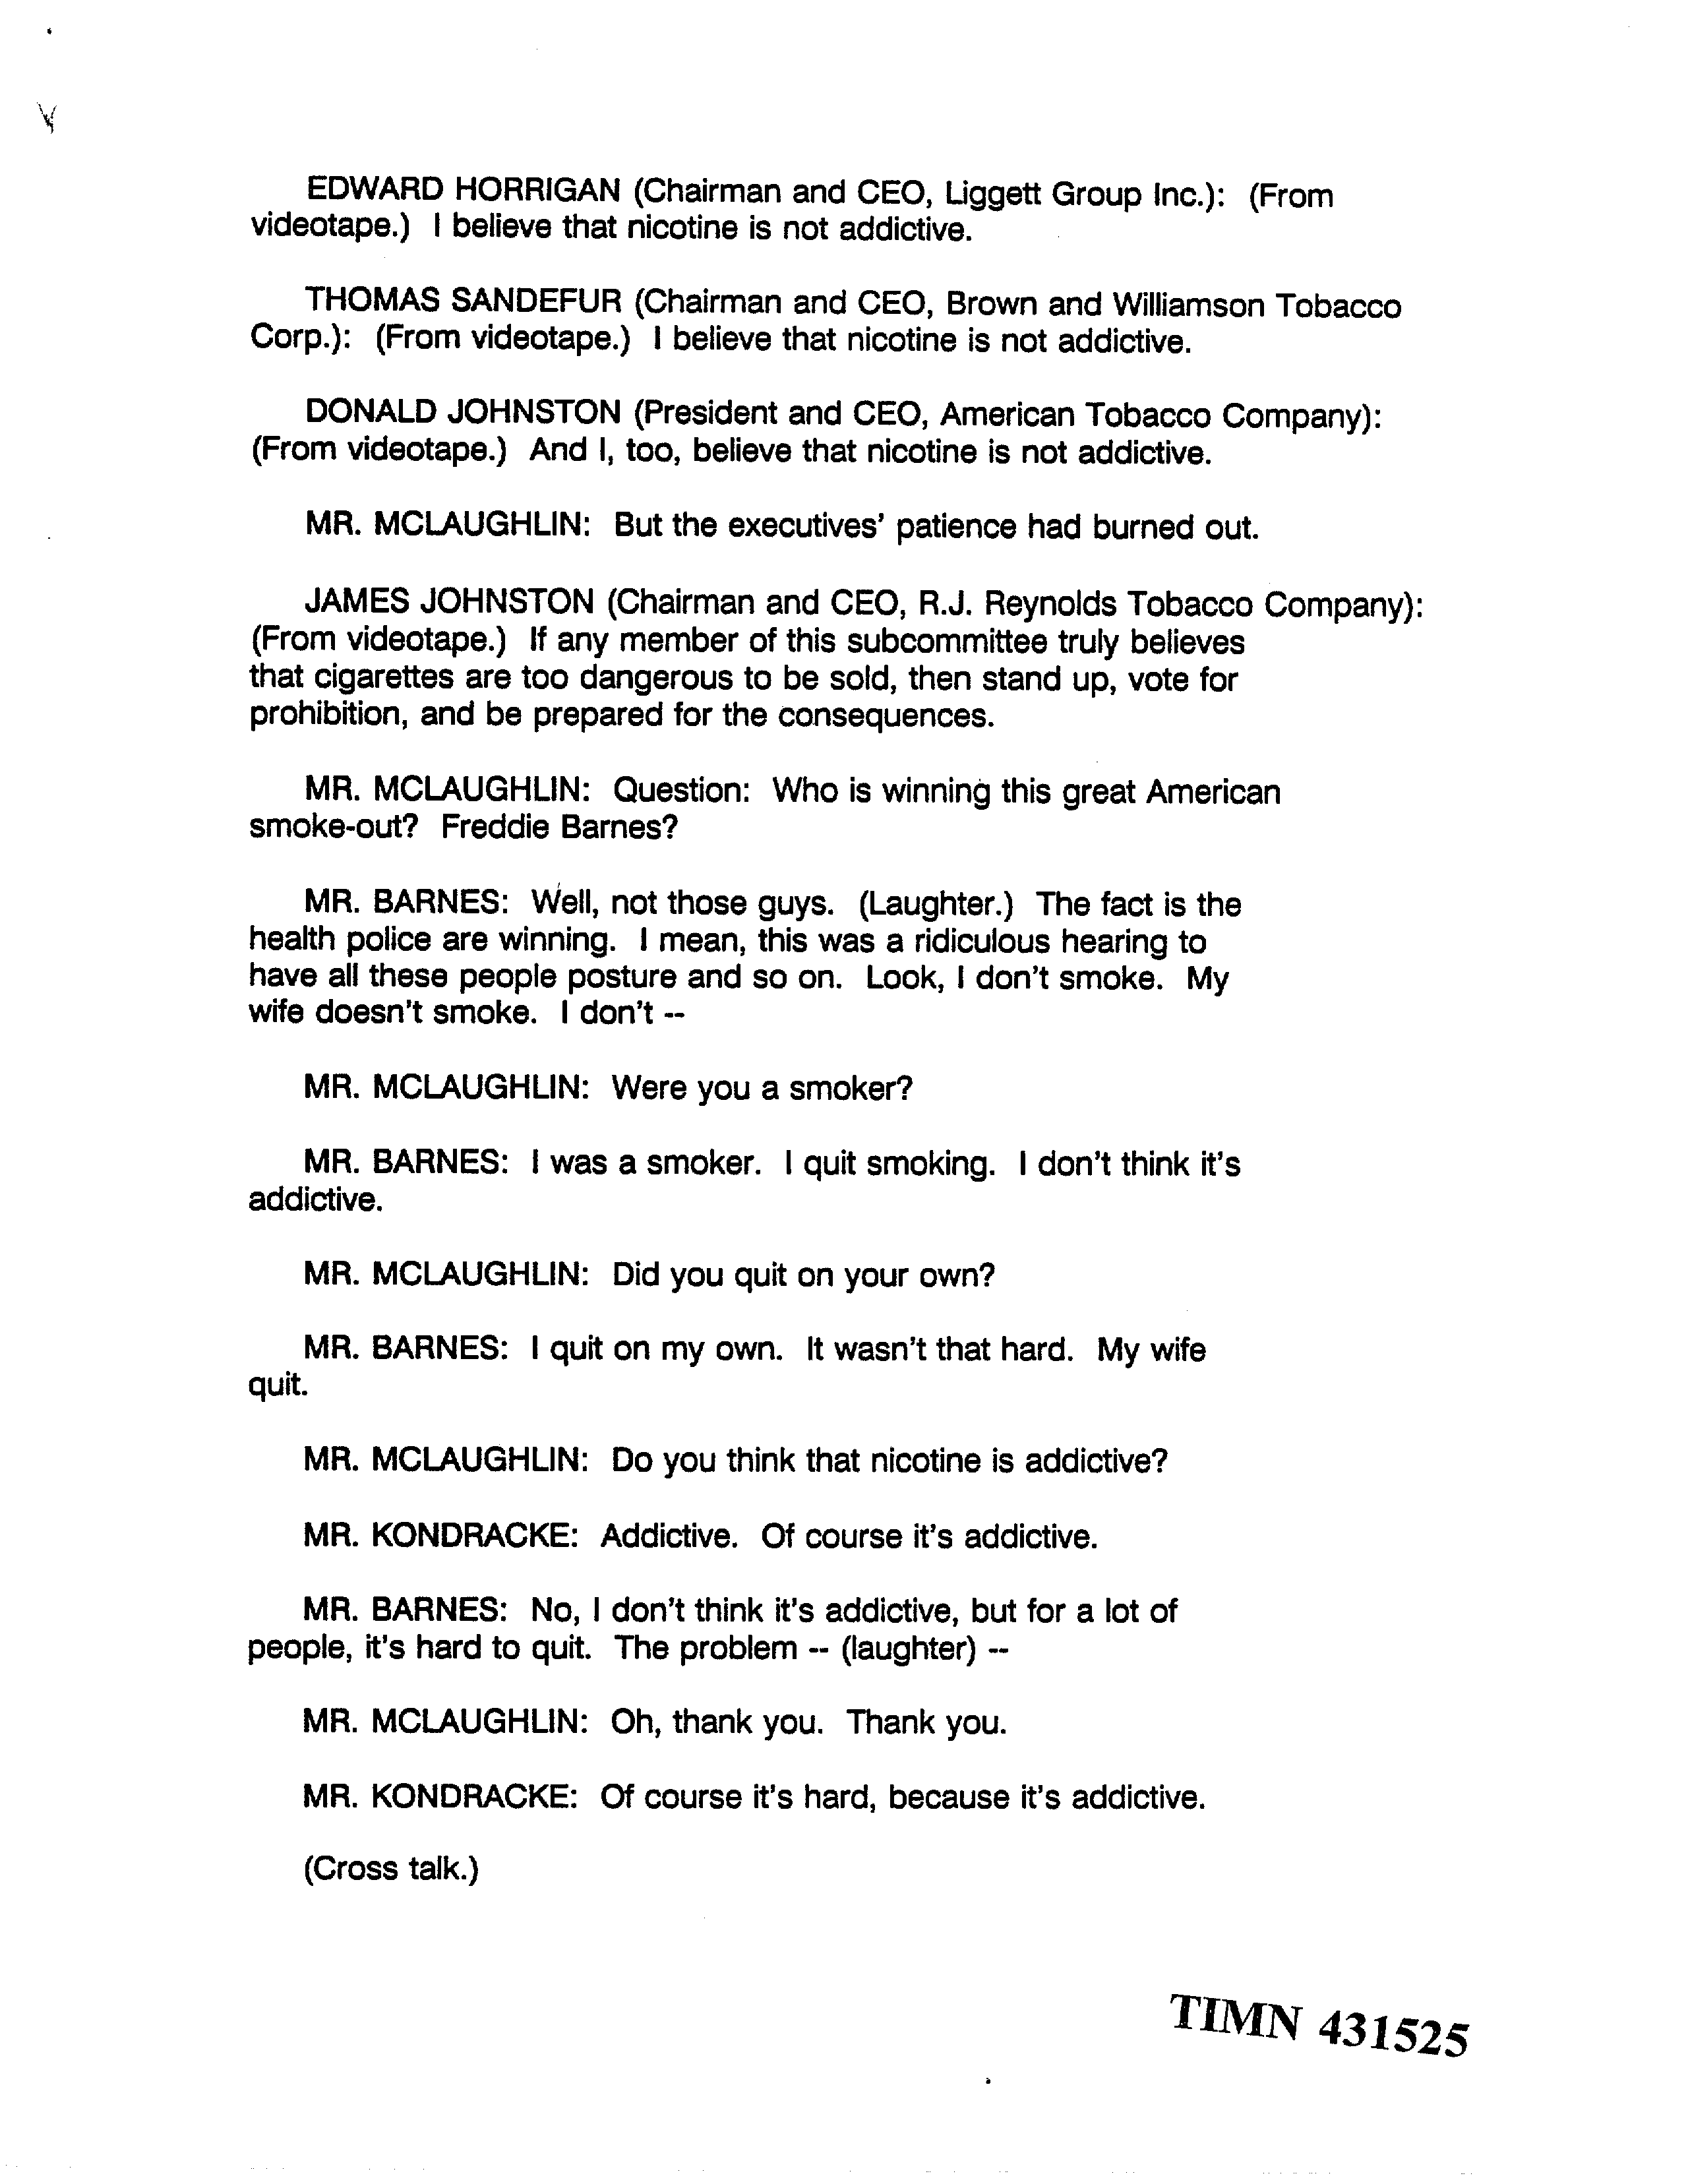 EDWARD HORRIGAN (Chairman and CEO, Liggett Group Inc.): (From
videotape.) I believe that nicotine is not addictive.
THOMAS SANDEFUR (Chairman and CEO, Brown and Williamson Tobacco
Corp.): (From videotape.) I believe that nicotine is not addictive.
DONALD JOHNSTON (President and CEO, American Tobacco Company):
(From videotape.) And I, too, believe that nicotine is not addictive.
MR. MCLAUGHLIN: But the executives' patience had burned out.
JAMES JOHNSTON (Chairman and CEO, R.J. Reynolds Tobacco Company):
(From videotape.) If any member of this subcommittee truly believes
that cigarettes are too dangerous to be sold, then stand up, vote for
prohibition, and be prepared for the consequences.
MR. MCLAUGHLIN: Question: Who is winning this great American
smoke-out? Freddie Barnes?
MR. BARNES: Well, not those guys. (Laughter.) The fact is the
health police are winning. I mean, this was a ridiculous hearing to
have all these people posture and so on. Look, I don't smoke. My
wife doesn't smoke. I don't --
MR. MCLAUGHLIN: Were you a smoker?
MR. BARNES: I was a smoker. I quit smoking. I don't think it's
addictive.
MR. MCLAUGHLIN: Did you quit on your own?
MR. BARNES: I quit on my own. It wasn't that hard. My wife
quit.
MR. MCLAUGHLIN: Do you think that nicotine is addictive?
MR. KONDRACKE: Addictive. Of course it's addictive.
MR. BARNES: No, I don't think it's addictive, but for a lot of
people, it's hard to quit. The problem -- (laughter) --
MR. MCLAUGHLIN: Oh, thank you. Thank you.
MR. KONDRACKE: Of course it's hard, because it's addictive.
(Cross talk.)
TIMN 431525